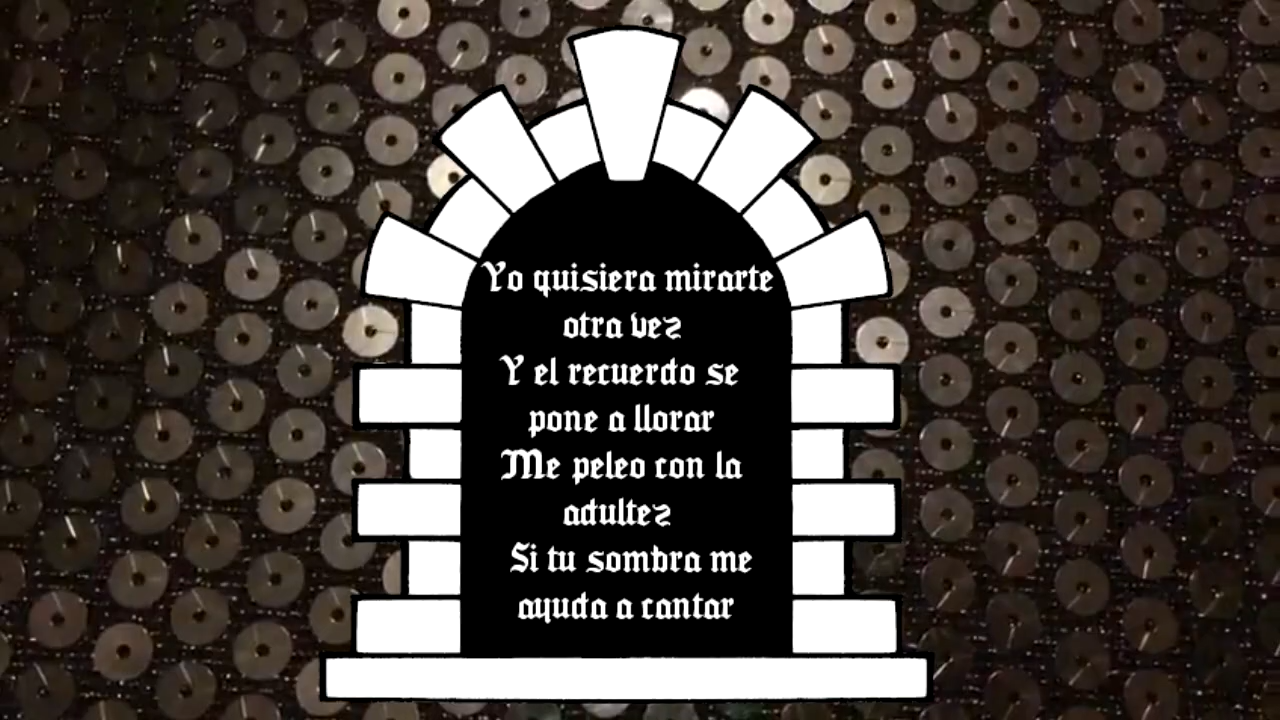 Yo quisiera mirarte
otra vez
Y el recuerdo se
pone a llorar
Me peleo con la
adultez
Si tu sombra me
ayuda a cantar